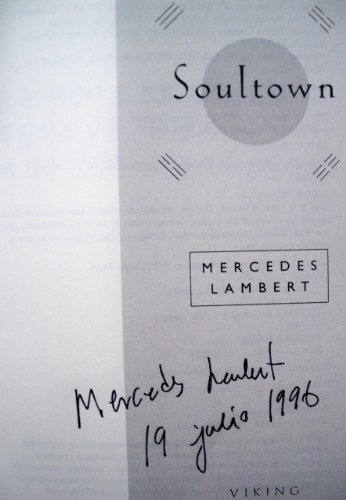 Soultown
MERCEDES
LAMBERT
Mercedes Lambert
19 julio 1996
VIKING